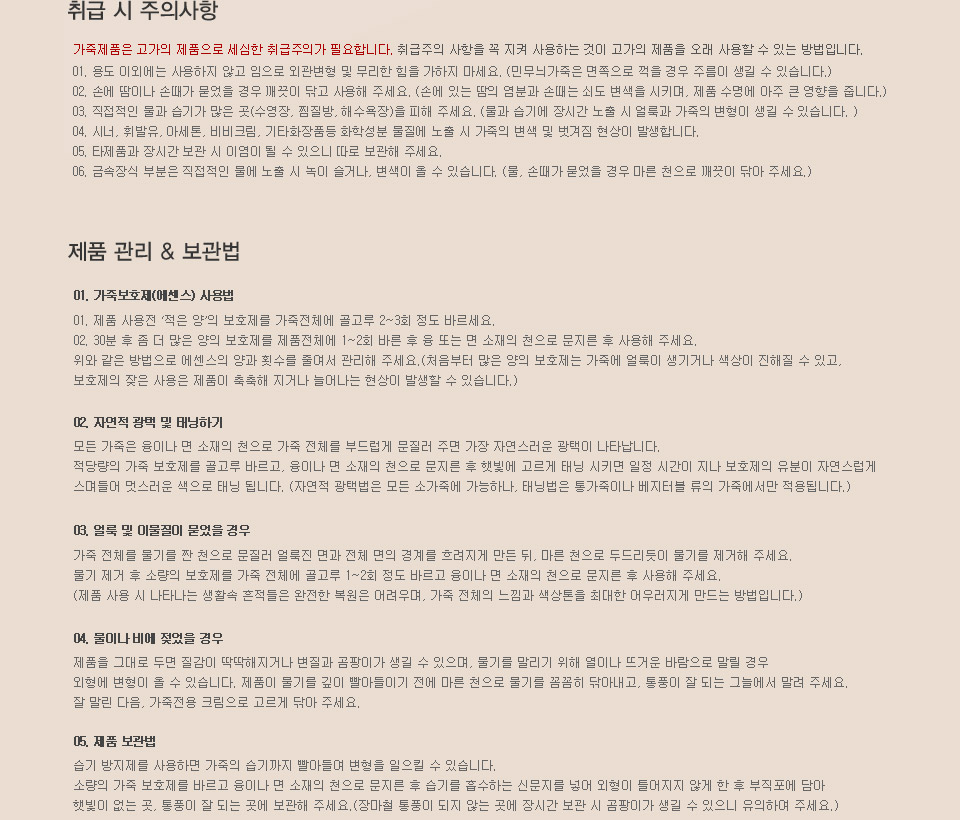 취급 시 주의사항
가죽제품은 고가의 제품으로 세심한 취급주의가 필요합니다. 취급주의 사항을 꼭 지켜 사용하는 것이 고가의 제품을 오래 사용할 수 있는 방법입니다.
01. 용도 이외에는 사용하지 않고 임으로 외관변형 및 무리한 힘을 가하지 마세요. (민무늬가죽은 면쪽으로 꺽을 경우 주름이 생길 수 있습니다.)
02. 손에 땀이나 손때가 묻었을 경우 깨끗이 닦고 사용해 주세요. (손에 있는 땀의 염분과 손때는 쇠도 변색을 시키며, 제품 수명에 아주 큰 영향을 줍니다.)
03. 직접적인 물과 습기가 많은 곳(수영장, 찜질방, 해수욕장)을 피해 주세요. (물과 습기에 장시간 노출 시 얼룩과 가죽의 변형이 생길 수 있습니다. )
04. 시너, 휘발유, 아세톤, 비비크림, 기타화장품등 화학성분 물질에 노출 시 가죽의 변색 및 벗겨짐 현상이 발생합니다.
05. 타제품과 장시간 보관 시 이염이 될 수 있으니 따로 보관해 주세요.
06. 금속장식 부분은 직접적인 물에 노출 시 녹이 슬거나, 변색이 올 수 있습니다. (물, 손때가 묻었을 경우 마른 천으로 깨끗이 닦아 주세요.)
제품 관리 & 보관법
01. 가죽보호제(에센스) 사용법
01. 제품 사용전 '적은 양'의 보호제를 가죽전체에 골고루 2~3회 정도 바르세요.
02. 30분 후 좀 더 많은 양의 보호제를 제품전체에 1~2회 바른 후 융 또는 면 소재의 천으로 문지른 후 사용해 주세요.
위와 같은 방법으로 에센스의 양과 횟수를 줄여서 관리해 주세요.(처음부터 많은 양의 보호제는 가죽에 얼룩이 생기거나 색상이 진해질 수 있고,
보호제의 잦은 사용은 제품이 축축해 지거나 늘어나는 현상이 발생할 수 있습니다.)
02. 자연적 광택 및 태닝하기
모든 가죽은 융이나 면 소재의 천으로 가죽 전체를 부드럽게 문질러 주면 가장 자연스러운 광택이 나타납니다.
적당량의 가죽 보호제를 골고루 바르고, 융이나 면 소재의 천으로 문지른 후 햇빛에 고르게 태닝 시키면 일정 시간이 지나 보호제의 유분이 자연스럽게
스며들어 멋스러운 색으로 태닝 됩니다. (자연적 광택법은 모든 소가죽에 가능하나, 태닝법은 통가죽이나 베지터블 류의 가죽에서만 적용됩니다.)
03. 얼룩 및 이물질이 묻었을 경우
가죽 전체를 물기를 짠 천으로 문질러 얼룩진 면과 전체 면의 경계를 흐려지게 만든 뒤, 마른 천으로 두드리듯이 물기를 제거해 주세요.
물기 제거 후 소량의 보호제를 가죽 전체에 골고루 1~2회 정도 바르고 융이나 면 소재의 천으로 문지른 후 사용해 주세요.
(제품 사용 시 나타나는 생활속 흔적들은 완전한 복원은 어려우며, 가죽 전체의 느낌과 색상톤을 최대한 어우러지게 만드는 방법입니다.)
04. 물이나 비에 젖었을 경우
제품을 그대로 두면 질감이 딱딱해지거나 변질과 곰팡이가 생길 수 있으며, 물기를 말리기 위해 열이나 뜨거운 바람으로 말릴 경우
외형에 변형이 올 수 있습니다. 제품이 물기를 깊이 빨아들이기 전에 마른 천으로 물기를 꼼꼼히 닦아내고, 통풍이 잘 되는 그늘에서 말려 주세요.
잘 말린 다음, 가죽전용 크림으로 고르게 닦아 주세요.
05. 제품 보관법
습기 방지제를 사용하면 가죽의 습기까지 빨아들여 변형을 일으킬 수 있습니다.
소량의 가죽 보호제를 바르고 융이나 면 소재의 천으로 문지른 후 습기를 흡수하는 신문지를 넣어 외형이 틀어지지 않게 한 후 부직포에 담아
햇빛이 없는 곳, 통풍이 잘 되는 곳에 보관해 주세요.(장마철 통풍이 되지 않는 곳에 장시간 보관 시 곰팡이가 생길 수 있으니 유의하여 주세요.)